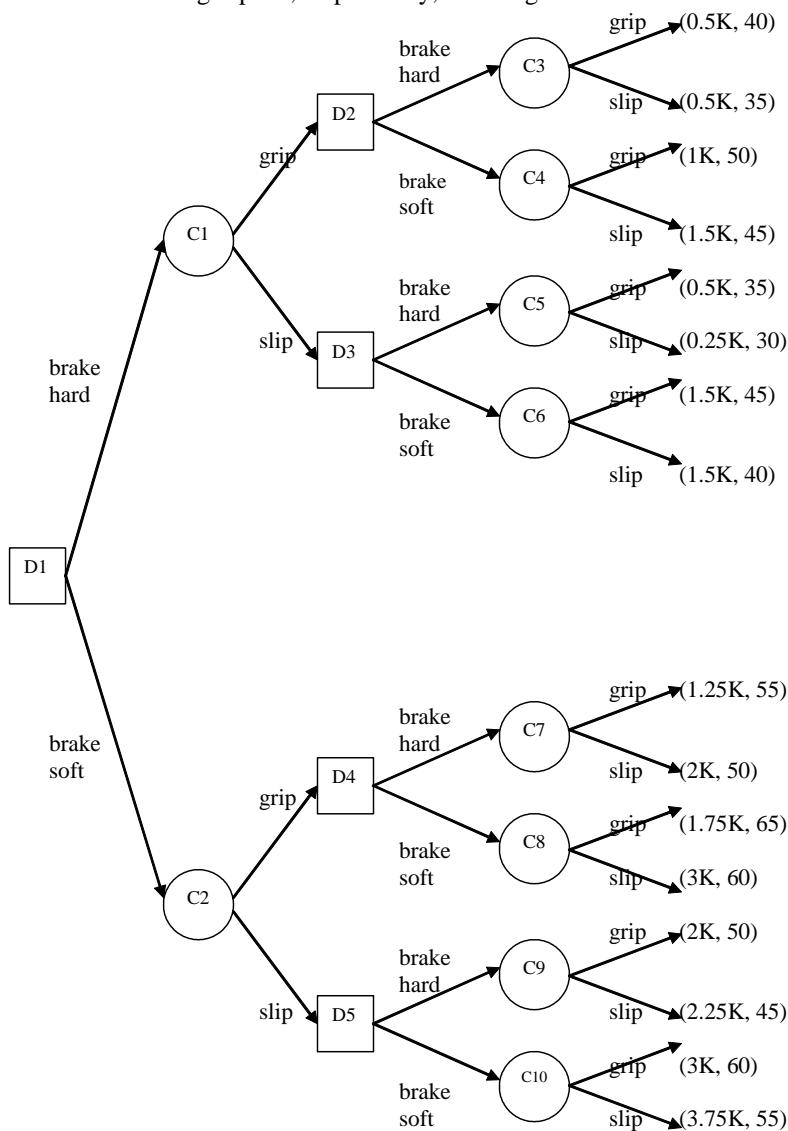 grip
(0.5K, 40)
brake
hard
C3
slip
(0.5K, 35)
D2
grip
grip
(1K, 50)
brake
soft
C4
slip
(1.5K, 45)
C1
brake
hard
C5
grip
(0.5K, 35)
slip
D3
slip
(0.25K, 30)
brake
hard
grip
(1.5K, 45)
brake
soft
C6
slip
(1.5K, 40)
D1
grip
(1.25K, 55)
brake
hard
C7
brake
soft
slip
(2K, 50)
D4
grip
grip
(1.75K, 65)
brake
soft
C8
slip
(3K, 60)
C2
grip
(2K, 50)
brake
hard
C9
slip
D5
slip
(2.25K, 45)
grip
(3K, 60)
C10
brake
soft
slip
(3.75K, 55)